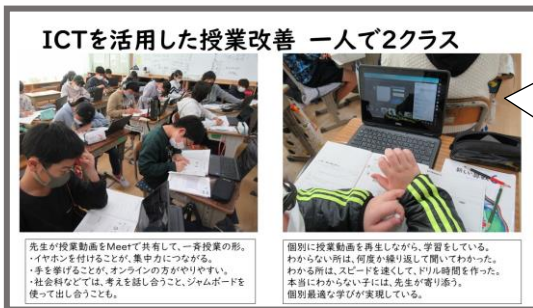 ICTを活用した授業改善 一人で2クラス
先生が授業動画をMeetで共有して、一斉授業の形。
・イヤホンを付けることが、集中力につながる。
・手を挙げることが、オンラインの方がやりやすい。
・社会科などでは、考えを話し合うこと、ジャムボードを
使って出し合うことも。
個別に授業動画を再生しながら、学習をしている。
わからない所は、何度か繰り返して聞いてわかった。
わかる所は、スピードを速くして、ドリル時間を作った。
本当にわからない子には、先生が寄り添う。
個別最適な学びが実現している。